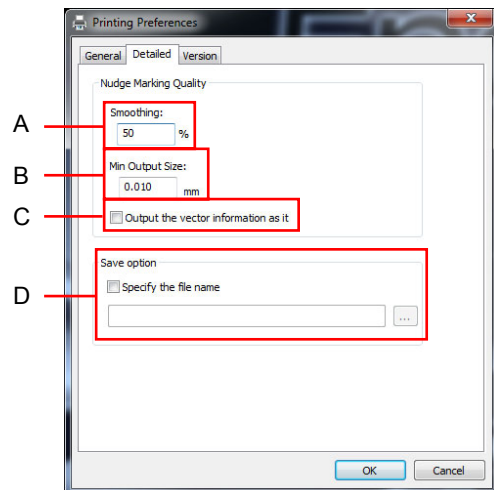 Printing Preferences
General Detailed Version
Nudge Marking Quality
A
Smoothing:
50 %
B
Min Output Size:
0.010 mm
C
Output the vector information as it
Save option
D
Specify the file name
...
OK Cancel